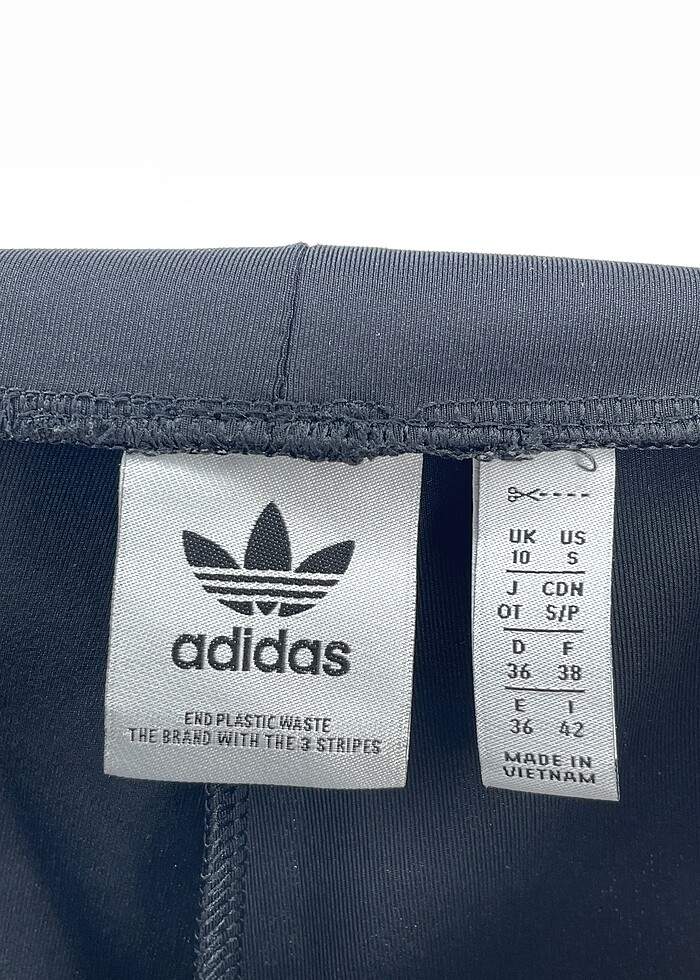 adidas
END PLASTIC WASTE
THE BRAND WITH THE 3 STRIPES
UK US
10 S
J CDN
OT S/P
D F
36 38
E I
36 42
MADE IN
VIETNAM